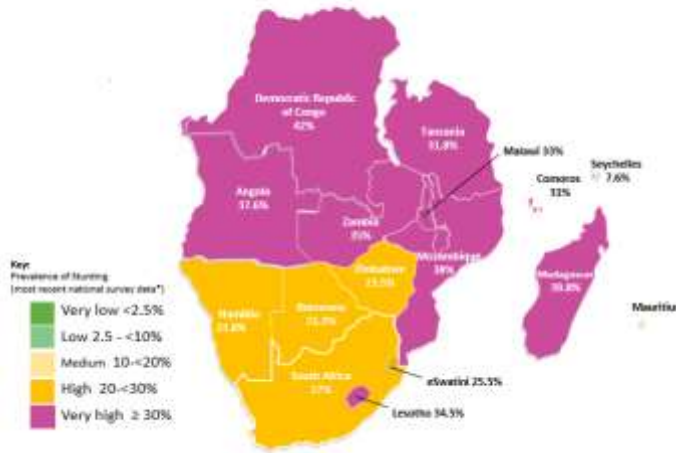 Democratic Republic
of Congo
42%
Tanzania
31.8%
Malawi 33%
Seychelles
7.6%
Comoros
31%
Angola
37.6%
Zambia
35%
Mozambique
38%
Madagascar
39.8%
Mauritius
Zimbabwe
23.5%
Namibia
Botswana
South Africa
27%
eSwatini 25.5%
Lesotho 34.5%
Key:
Prevalence of Stunting
(most recent national survey data*)
Very low <2.5%
Low 2.5 - <10%
Medium 10-<20%
High 20-<30%
Very high ≥ 30%